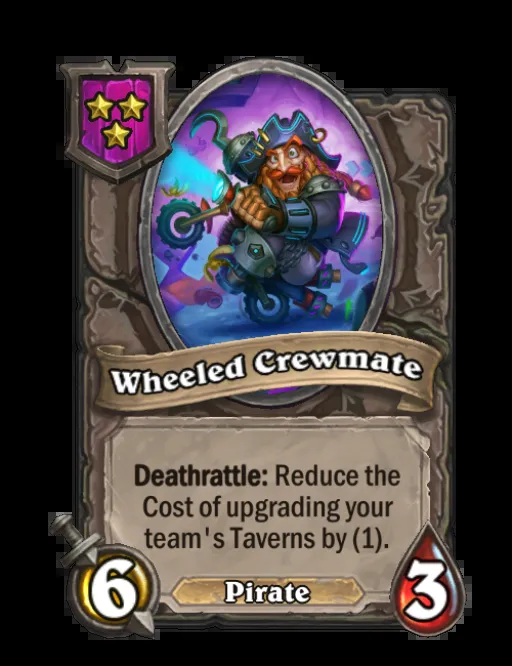 Wheeled Crewmate
Deathrattle: Reduce the
Cost of upgrading your
team's Taverns by (1).
6
Pirate
3